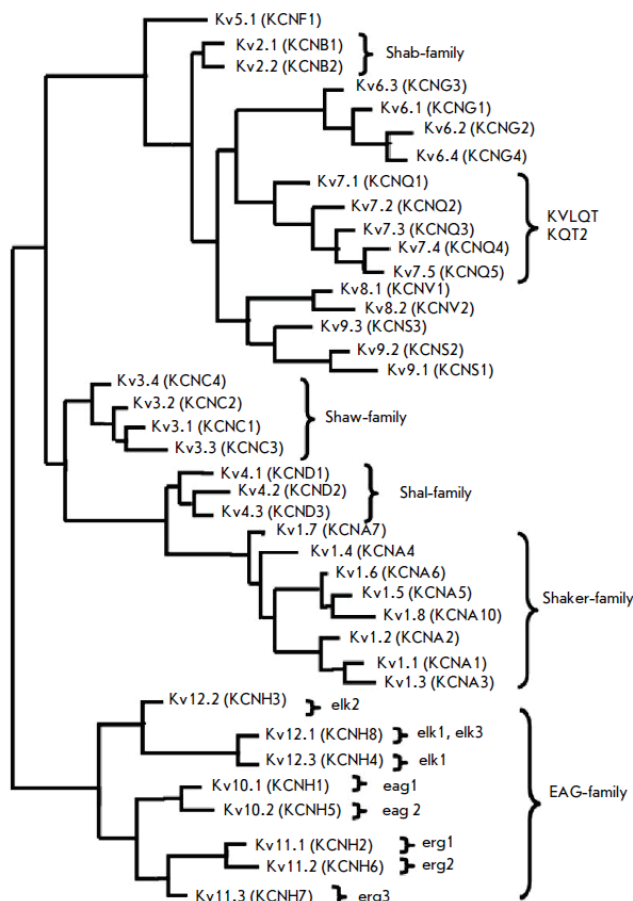 Kv5.1 (KCNF1)
Kv2.1 (KCNB1)
Shab-family
Kv2.2 (KCNB2)
Kv6.3 (KCNG3)
Kv6.1 (KCNG1)
Kv6.2 (KCNG2)
Kv6.4 (KCNG4)
Kv7.1 (KCNQ1)
Kv7.2 (KCNQ2)
KVLQT
KQT2
Kv7.3 (KCNQ3)
Kv7.4 (KCNQ4)
Kv7.5 (KCNQ5)
Kv8.1 (KCNV1)
Kv8.2 (KCNV2)
Kv9.3 (KCNS3)
Kv9.2 (KCNS2)
Kv9.1 (KCNS1)
Kv3.4 (KCNC4)
Kv3.2 (KCNC2)
Shaw-family
Kv3.1 (KCNC1)
Kv3.3 (KCNC3)
Kv4.1 (KCND1)
Kv4.2 (KCND2)
Shal-family
Kv4.3 (KCND3)
Kv1.7 (KCNA7)
Kv1.4 (KCNA4
Kv1.6 (KCNA6)
Kv1.5 (KCNA5)
Shaker-family
Kv1.8 (KCNA10)
Kv1.2 (KCNA2)
Kv1.1 (KCNA1)
Kv1.3 (KCNA3)
Kv12.2 (KCNH3)
elk2
Kv12.1 (KCNH8)
elk1, elk3
Kv12.3 (KCNH4)
elk1
Kv10.1 (KCNH1)
eag1
EAG-family
Kv10.2 (KCNH5)
eag 2
Kv11.1 (KCNH2)
erg1
Kv11.2 (KCNH6)
erg2
Kv11.3 (KCNH7)
erg3